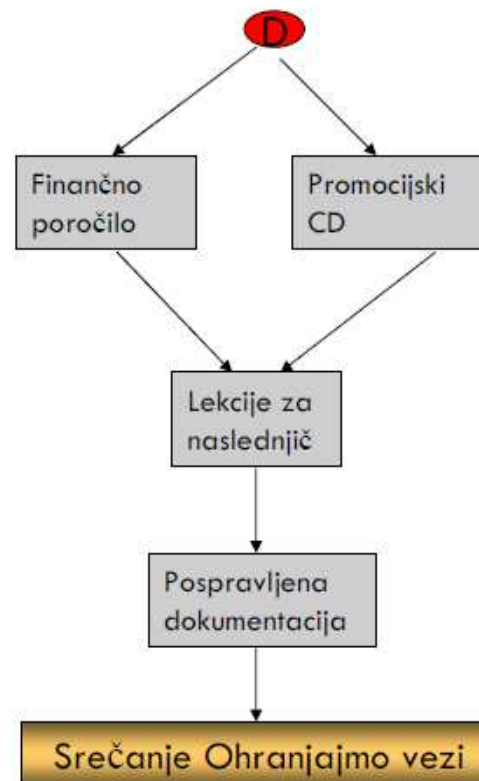 D
Finančno
poročilo
Promocijski
CD
Lekcije za
naslednjič
Pospravljena
dokumentacija
Srečanje Ohranjajmo vezi